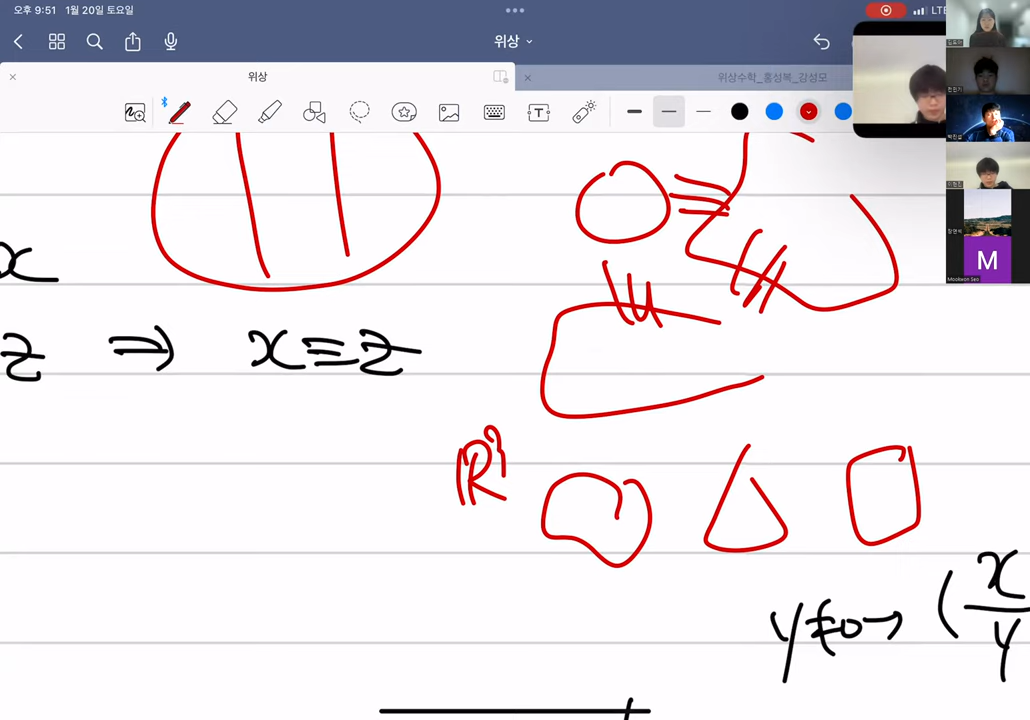 오후 9:51 1월 20일 토요일
LTE
위상
위상
위상수학_홍성복_강성모
T
x
z ⇒ x ≡ z
ℝ²
y≠0 → ( x/y
M
Mookwon Seo